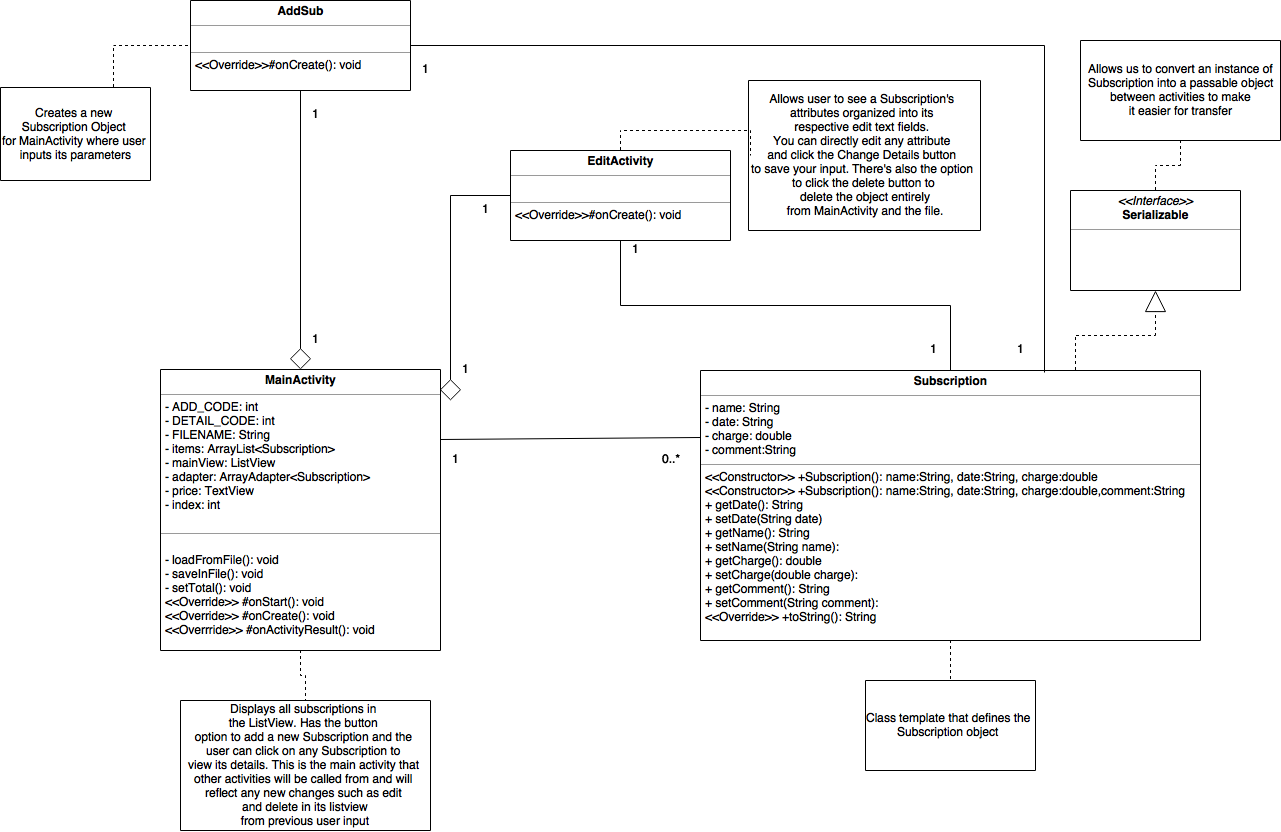 AddSub
<<Override>>#onCreate(): void
1
1
Creates a new
Subscription Object
for MainActivity where user
inputs its parameters
Allows user to see a Subscription's
attributes organized into its
respective edit text fields.
You can directly edit any attribute
and click the Change Details button
to save your input. There's also the option
to click the delete button to
delete the object entirely
from MainActivity and the file.
Allows us to convert an instance of
Subscription into a passable object
between activities to make
it easier for transfer
EditActivity
<<Override>>#onCreate(): void
1
1
<<Interface>>
Serializable
1
1
1
1
MainActivity
- ADD_CODE: int
- DETAIL_CODE: int
- FILENAME: String
- items: ArrayList<Subscription>
- mainView: ListView
- adapter: ArrayAdapter<Subscription>
- price: TextView
- index: int
- loadFromFile(): void
- saveInFile(): void
- setTotal(): void
<<Override>> #onStart(): void
<<Override>> #onCreate(): void
<<Overrride>> #onActivityResult(): void
1
0..*
Subscription
- name: String
- date: String
- charge: double
- comment:String
<<Constructor>> +Subscription(): name:String, date:String, charge:double
<<Constructor>> +Subscription(): name:String, date:String, charge:double,comment:String
+ getDate(): String
+ setDate(String date)
+ getName(): String
+ setName(String name):
+ getCharge(): double
+ setCharge(double charge):
+ getComment(): String
+ setComment(String comment):
<<Override>> +toString(): String
Displays all subscriptions in
the ListView. Has the button
option to add a new Subscription and the
user can click on any Subscription to
view its details. This is the main activity that
other activities will be called from and will
reflect any new changes such as edit
and delete in its listview
from previous user input
Class template that defines the
Subscription object